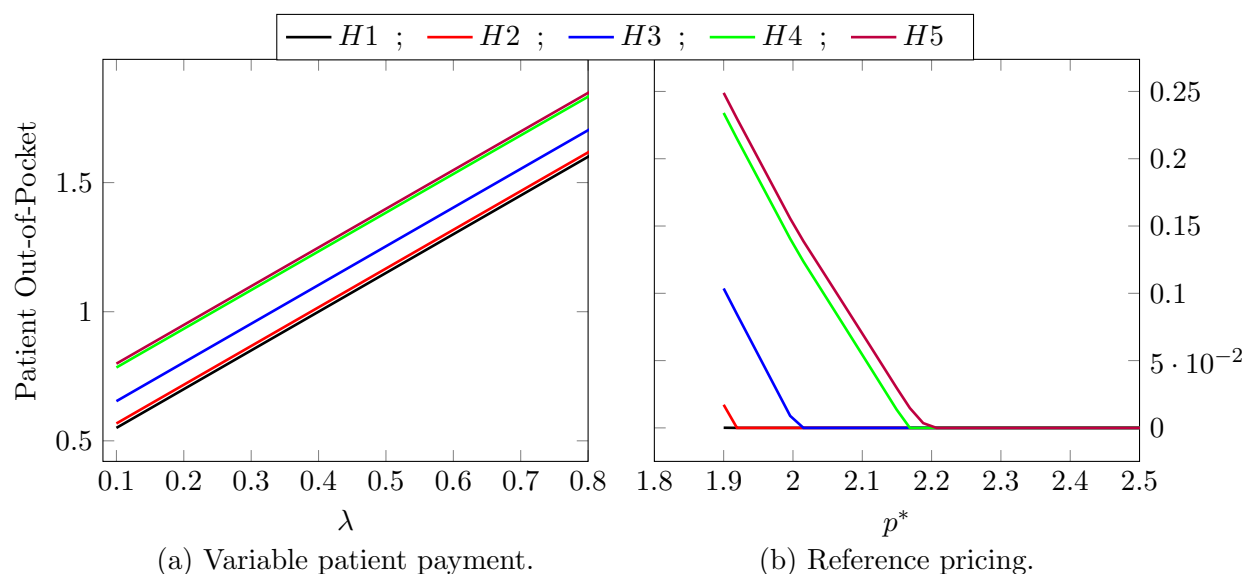 H1 ; H2 ; H3 ; H4 ; H5
Patient Out-of-Pocket
1.5
1
0.5
0.1 0.2 0.3 0.4 0.5 0.6 0.7 0.8
λ
(a) Variable patient payment.
0.25
0.2
0.15
0.1
5 · 10⁻²
0
1.8 1.9 2 2.1 2.2 2.3 2.4 2.5
p*
(b) Reference pricing.